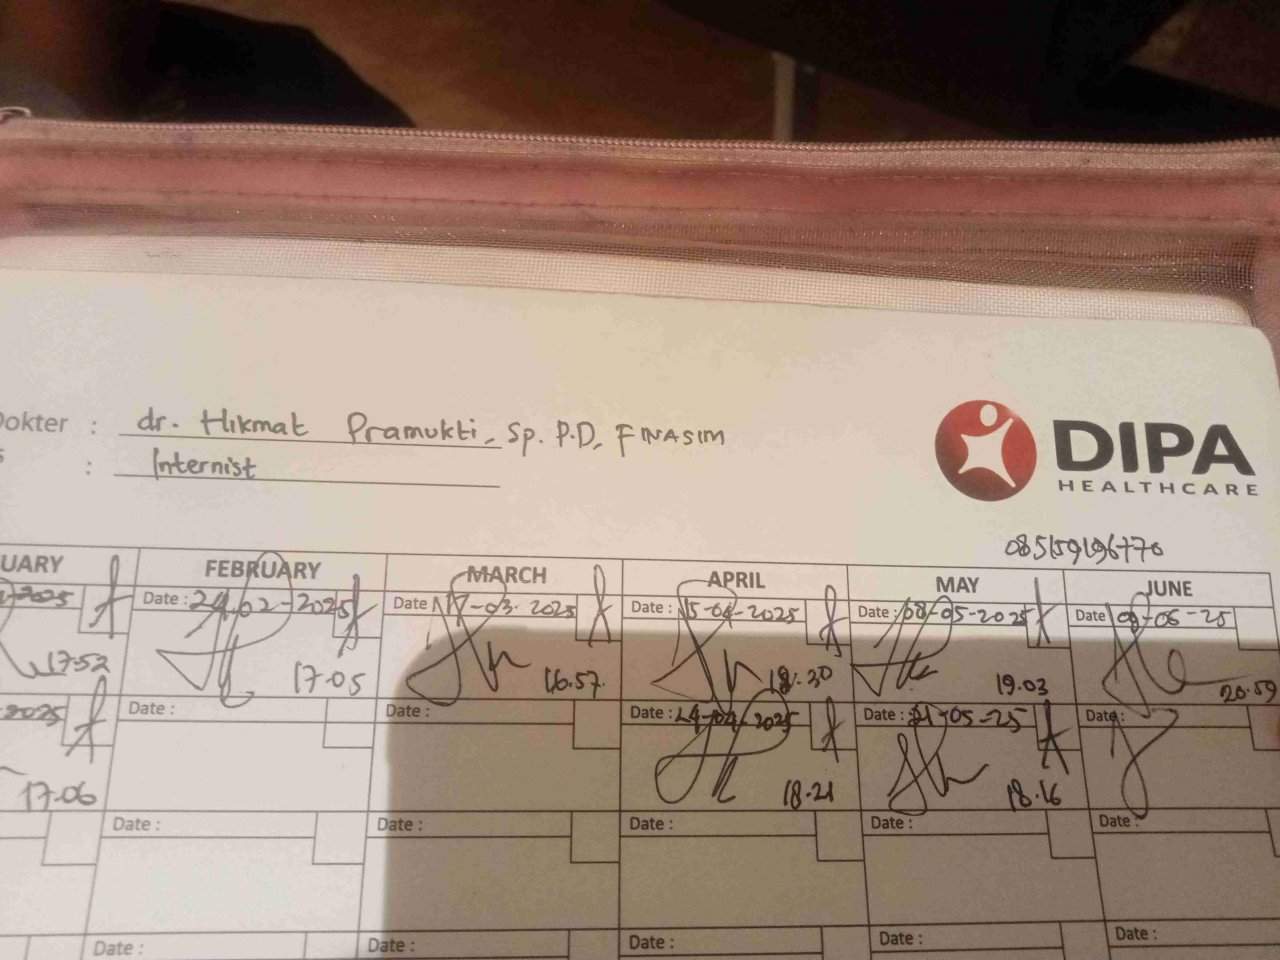 Dokter : dr. Hikmat Pramukti, Sp. P.D, FINASIM
: Internist
DIPA
HEALTHCARE
085159196770
UARY FEBRUARY MARCH APRIL MAY JUNE
2025 Date : 24-02-2025 Date 17-03-2025 Date : 15-04-2025 Date : 08-05-2025 Date 09-06-25
17.52 17.05 16.57 18.30 19.03 20.59
2025 Date : Date : Date : 24-04-2025 Date : 21-05-25 Date :
17.06 18.21 18.16
Date : Date : Date : Date : Date :
Date : Date : Date : Date : Date :